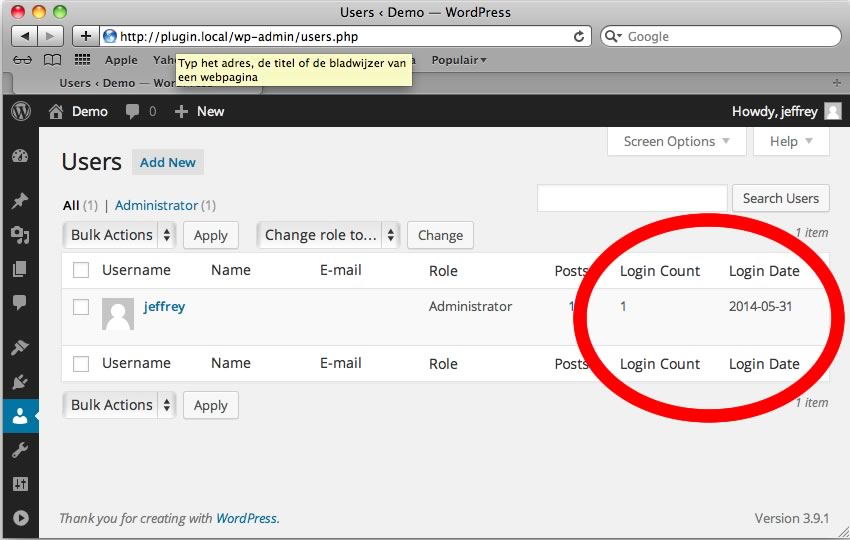 Users ‹ Demo — WordPress
http://plugin.local/wp-admin/users.php
Google
Apple Populair
Typ het adres, de titel of de bladwijzer van
een webpagina
Users ‹ Demo —
Demo 0 New Howdy, jeffrey
Screen Options Help
Users Add New
All (1) | Administrator (1)
Search Users
Bulk Actions Apply Change role to... Change 1 item
Username Name E-mail Role Posts Login Count Login Date
jeffrey Administrator 1 1 2014-05-31
Username Name E-mail Role Posts Login Count Login Date
Bulk Actions Apply 1 item
Thank you for creating with WordPress. Version 3.9.1